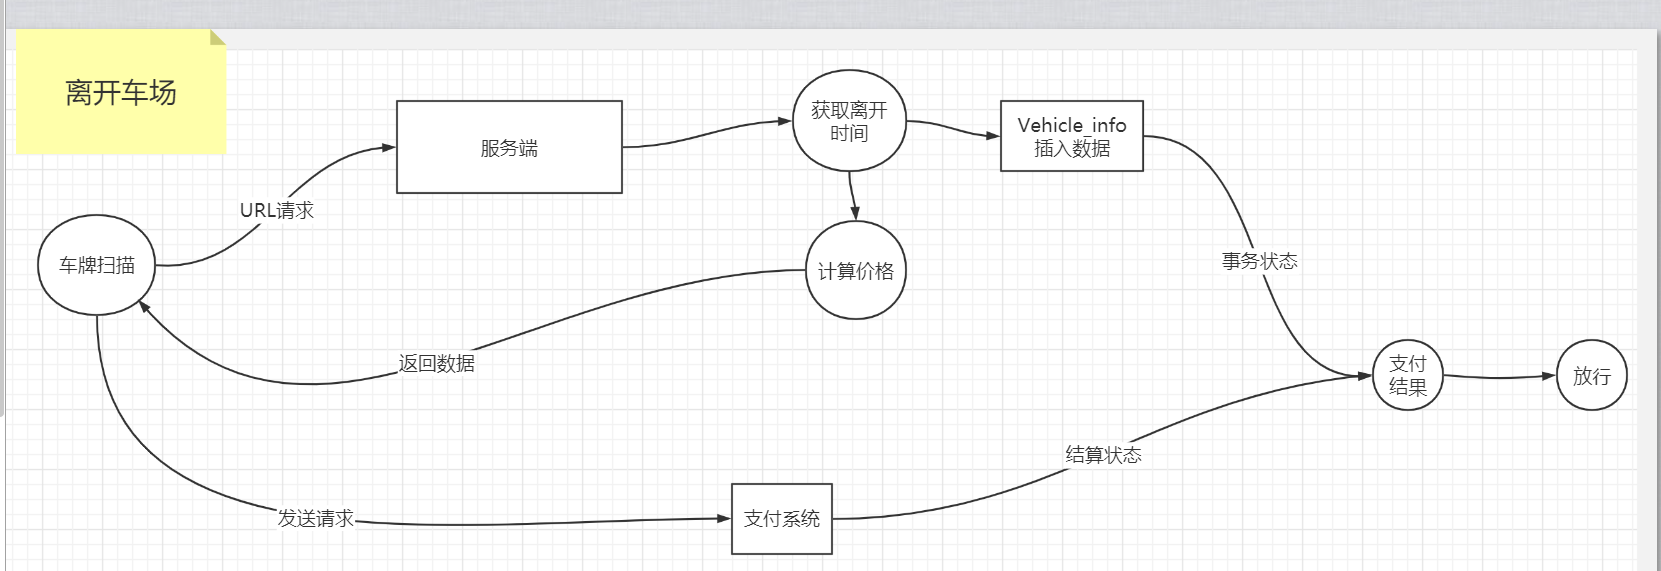 离开车场
获取离开
时间
Vehicle_info
插入数据
服务端
URL请求
车牌扫描
计算价格
事务状态
返回数据
支付
结果
放行
结算状态
发送请求
支付系统